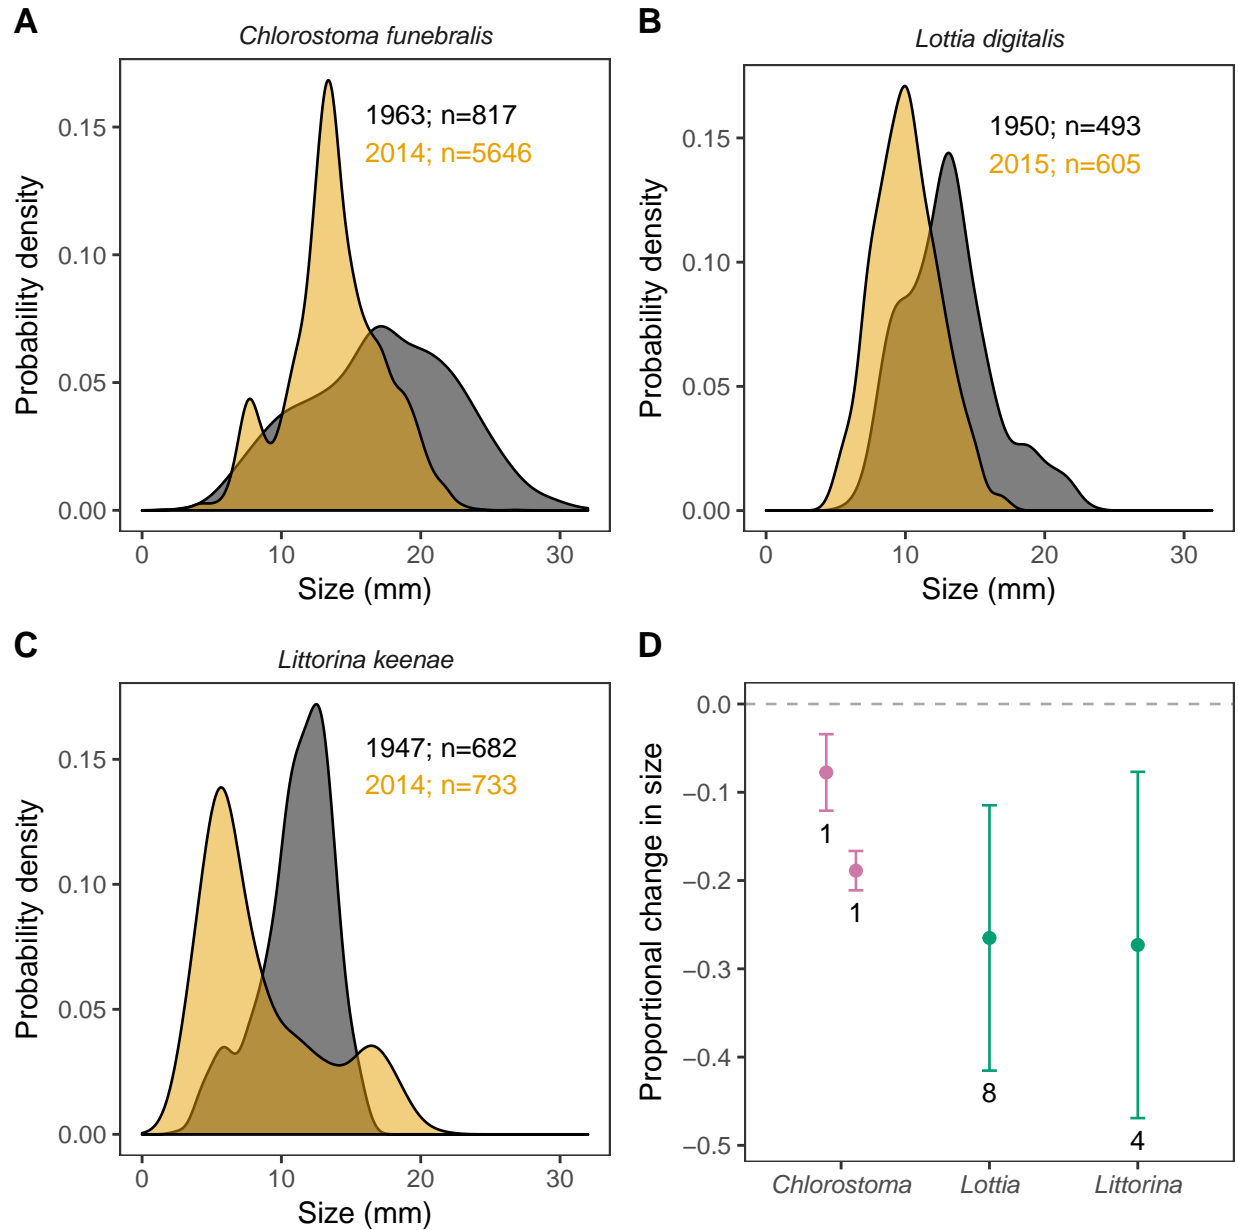 A
Chlorostoma funebralis
1963; n=817
2014; n=5646
Probability density
0.15
0.10
0.05
0.00
0
10
20
30
Size (mm)
B
Lottia digitalis
1950; n=493
2015; n=605
Probability density
0.15
0.10
0.05
0.00
0
10
20
30
Size (mm)
C
Littorina keenae
1947; n=682
2014; n=733
Probability density
0.15
0.10
0.05
0.00
0
10
20
30
Size (mm)
D
Proportional change in size
0.0
−0.1
−0.2
−0.3
−0.4
−0.5
1
1
8
4
Chlorostoma
Lottia
Littorina